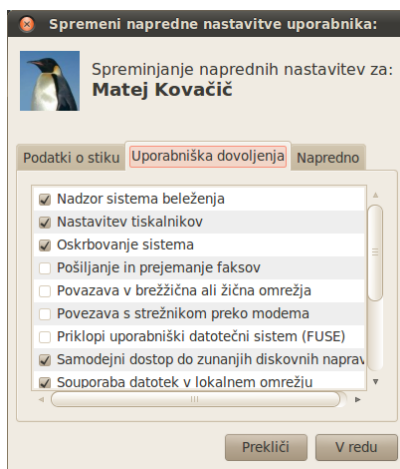 Spremeni napredne nastavitve uporabnika:
Spreminjanje naprednih nastavitev za:
Matej Kovačič
Podatki o stiku Uporabniška dovoljenja Napredno
Nadzor sistema beleženja
Nastavitev tiskalnikov
Oskrbovanje sistema
Pošiljanje in prejemanje faksov
Povazava v brežžična ali žična omrežja
Povezava s strežnikom preko modema
Priklopi uporabniški datotečni sistem (FUSE)
Samodejni dostop do zunanjih diskovnih naprav
Souporaba datotek v lokalnem omrežju
Prekliči V redu